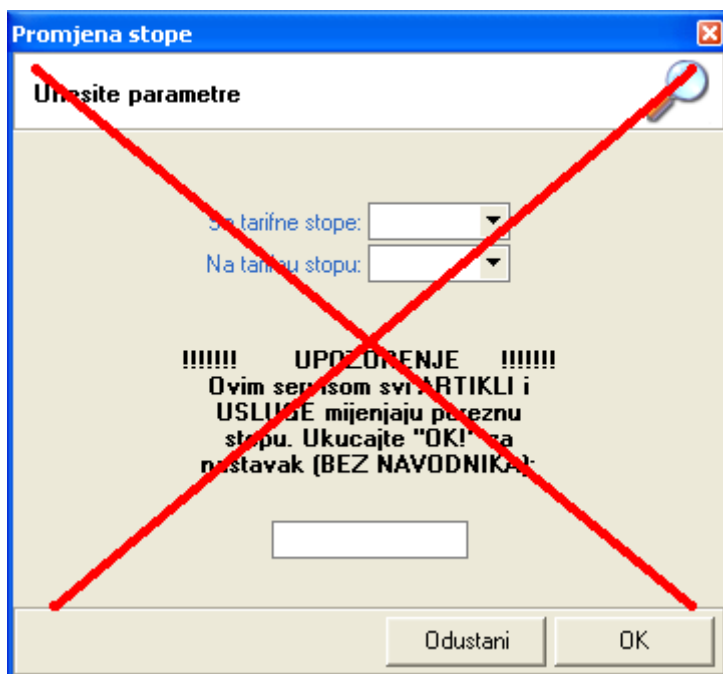 Promjena stope
Unesite parametre
Sa tarifne stope:
Na tarifnu stopu:
!!!!!!! UPOZORENJE !!!!!!!
Ovim servisom svi ARTIKLI i
USLUGE mijenjaju poreznu
stopu. Ukucajte "OK!" za
nastavak (BEZ NAVODNIKA):
Odustani OK